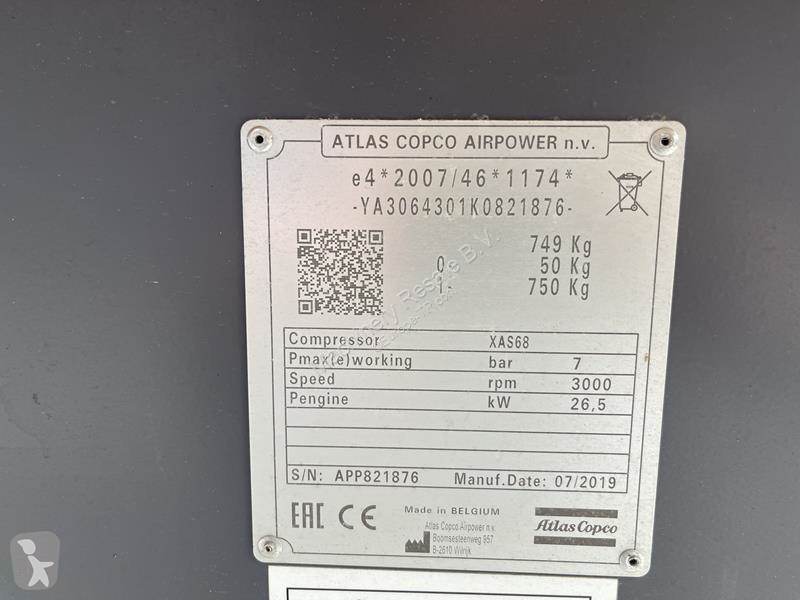 ATLAS COPCO AIRPOWER n.v.
e4*2007/46*1174*
-YA3064301K0821876-
749 Kg
0- 50 Kg
1- 750 Kg
Compressor XAS68
Pmax(e)working bar 7
Speed rpm 3000
Pengine kW 26,5
S/N: APP821876 Manuf.Date: 07/2019
EAC CE
Made in BELGIUM
Atlas Copco Airpower n.v.
Boomsesteenweg 957
B-2610 Wilrijk
Atlas Copco
Machinery Resale B.V.